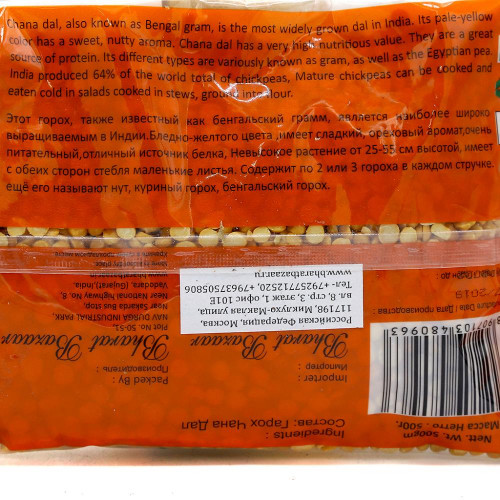 Chana dal, also known as Bengal gram, is the most widely grown dal in India. Its pale-yellow
color has a sweet, nutty aroma. Chana dal has a very high nutritious value. They are a great
source of protein. Its different types are variously known as gram, as well as the Egyptian pea.
India produced 64% of the world total of chickpeas, Mature chickpeas can be cooked and
eaten cold in salads cooked in stews, ground into flour.
Этот горох, также известный как бенгальский грамм, является наиболее широко
выращиваемым в Индии.Бледно-желтого цвета ,имеет сладкий, ореховый аромат,очень
питательный,отличный источник белка, Невысокое растение от 25-55 см высотой, имеет
с обеих сторон стебля маленькие листья. Содержит по 2 или 3 гороха в каждом стручке.
ещё его называют нут, куриный горох, бенгальский горох.
Ingredients :
Состав: Горох Чана Дал
Nett. Wt. 500gm
Масса Нетто . 500г.
Packed By :
Производитель :
Bharat Bazaar
Plot No 50-51,
NAV DURGA INDUSTRIAL PARK,
Near Jakarda bus stop,
Near National highway No.8,
Vadodara (Gujarat),India.
Importer :
Импортер :
Bharat Bazaar
Российская Федерация, Москва,
117198, Миклухо-Маклая улица,
вл. 8, стр. 3, этаж 1, офис 101Е
Тел - +79257712520, +79637505806
www.bharatbazaar.ru